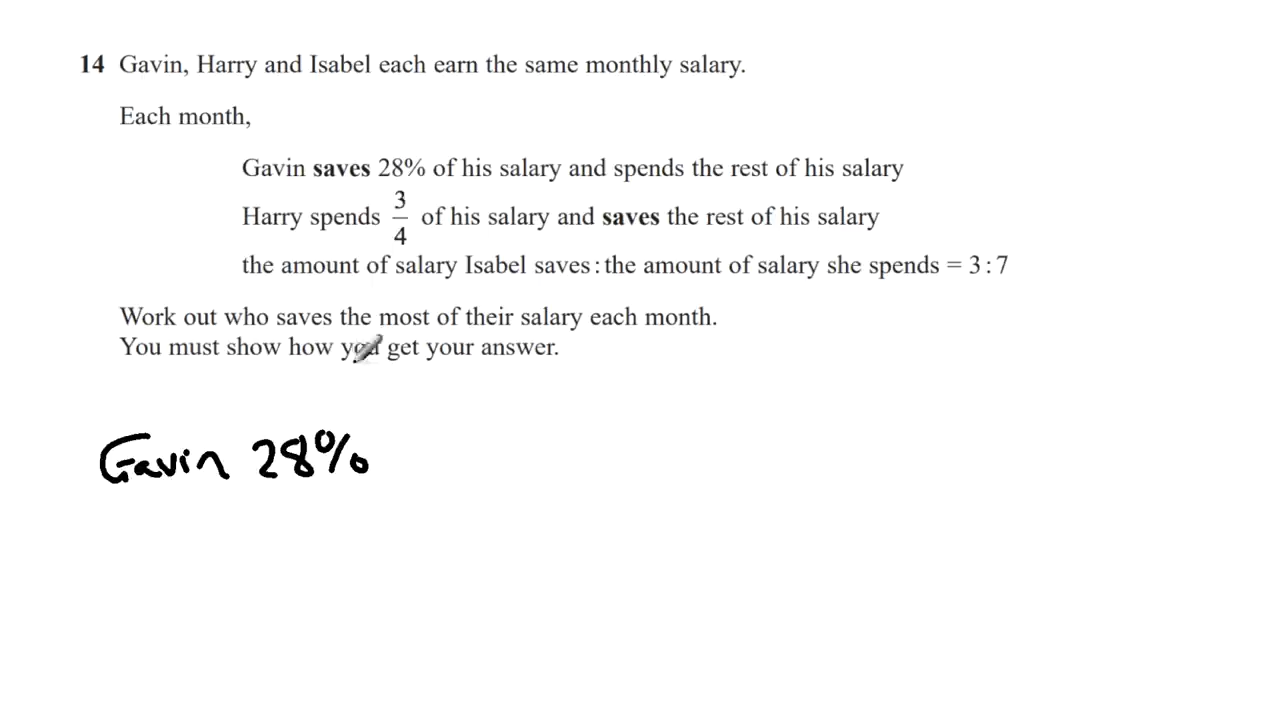 14 Gavin, Harry and Isabel each earn the same monthly salary.
Each month,
Gavin saves 28% of his salary and spends the rest of his salary
Harry spends 3/4 of his salary and saves the rest of his salary
the amount of salary Isabel saves : the amount of salary she spends = 3 : 7
Work out who saves the most of their salary each month.
You must show how you get your answer.
Gavin 28%